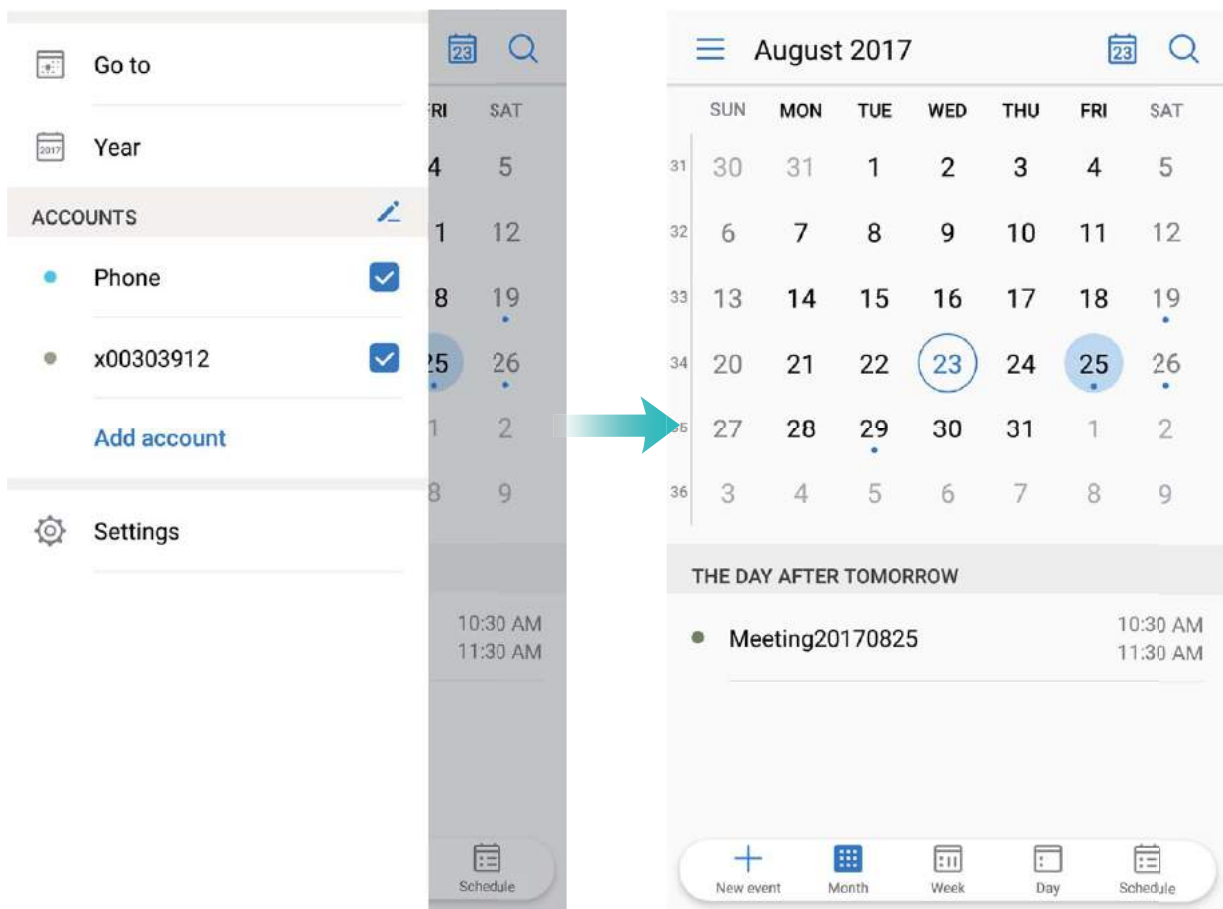 Go to
Year
2017
ACCOUNTS
Phone
x00303912
Add account
Settings
23
RI SAT
4 5
1 12
8 19
25 26
1 2
8 9
10:30 AM
11:30 AM
Schedule
August 2017 23
SUN MON TUE WED THU FRI SAT
31 30 31 1 2 3 4 5
32 6 7 8 9 10 11 12
33 13 14 15 16 17 18 19
34 20 21 22 23 24 25 26
35 27 28 29 30 31 1 2
36 3 4 5 6 7 8 9
THE DAY AFTER TOMORROW
Meeting20170825 10:30 AM
11:30 AM
New event Month Week Day Schedule